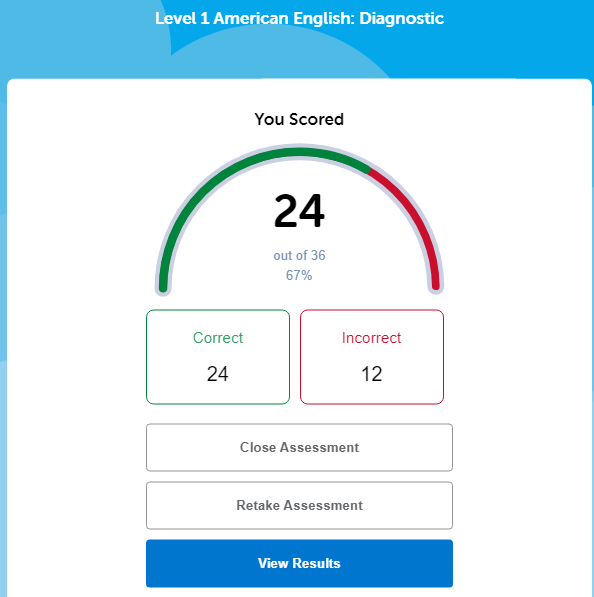 Level 1 American English: Diagnostic
You Scored
24
out of 36
67%
Correct
24
Incorrect
12
Close Assessment
Retake Assessment
View Results